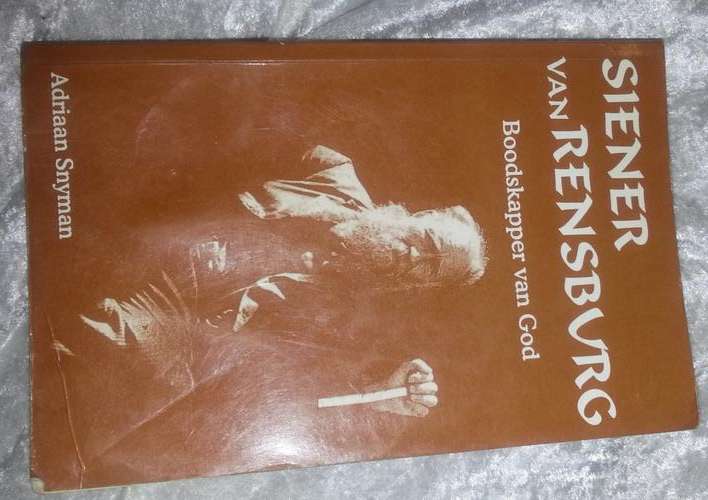 SIENER
VAN RENSBURG
Boodskapper van God
Adriaan Snyman